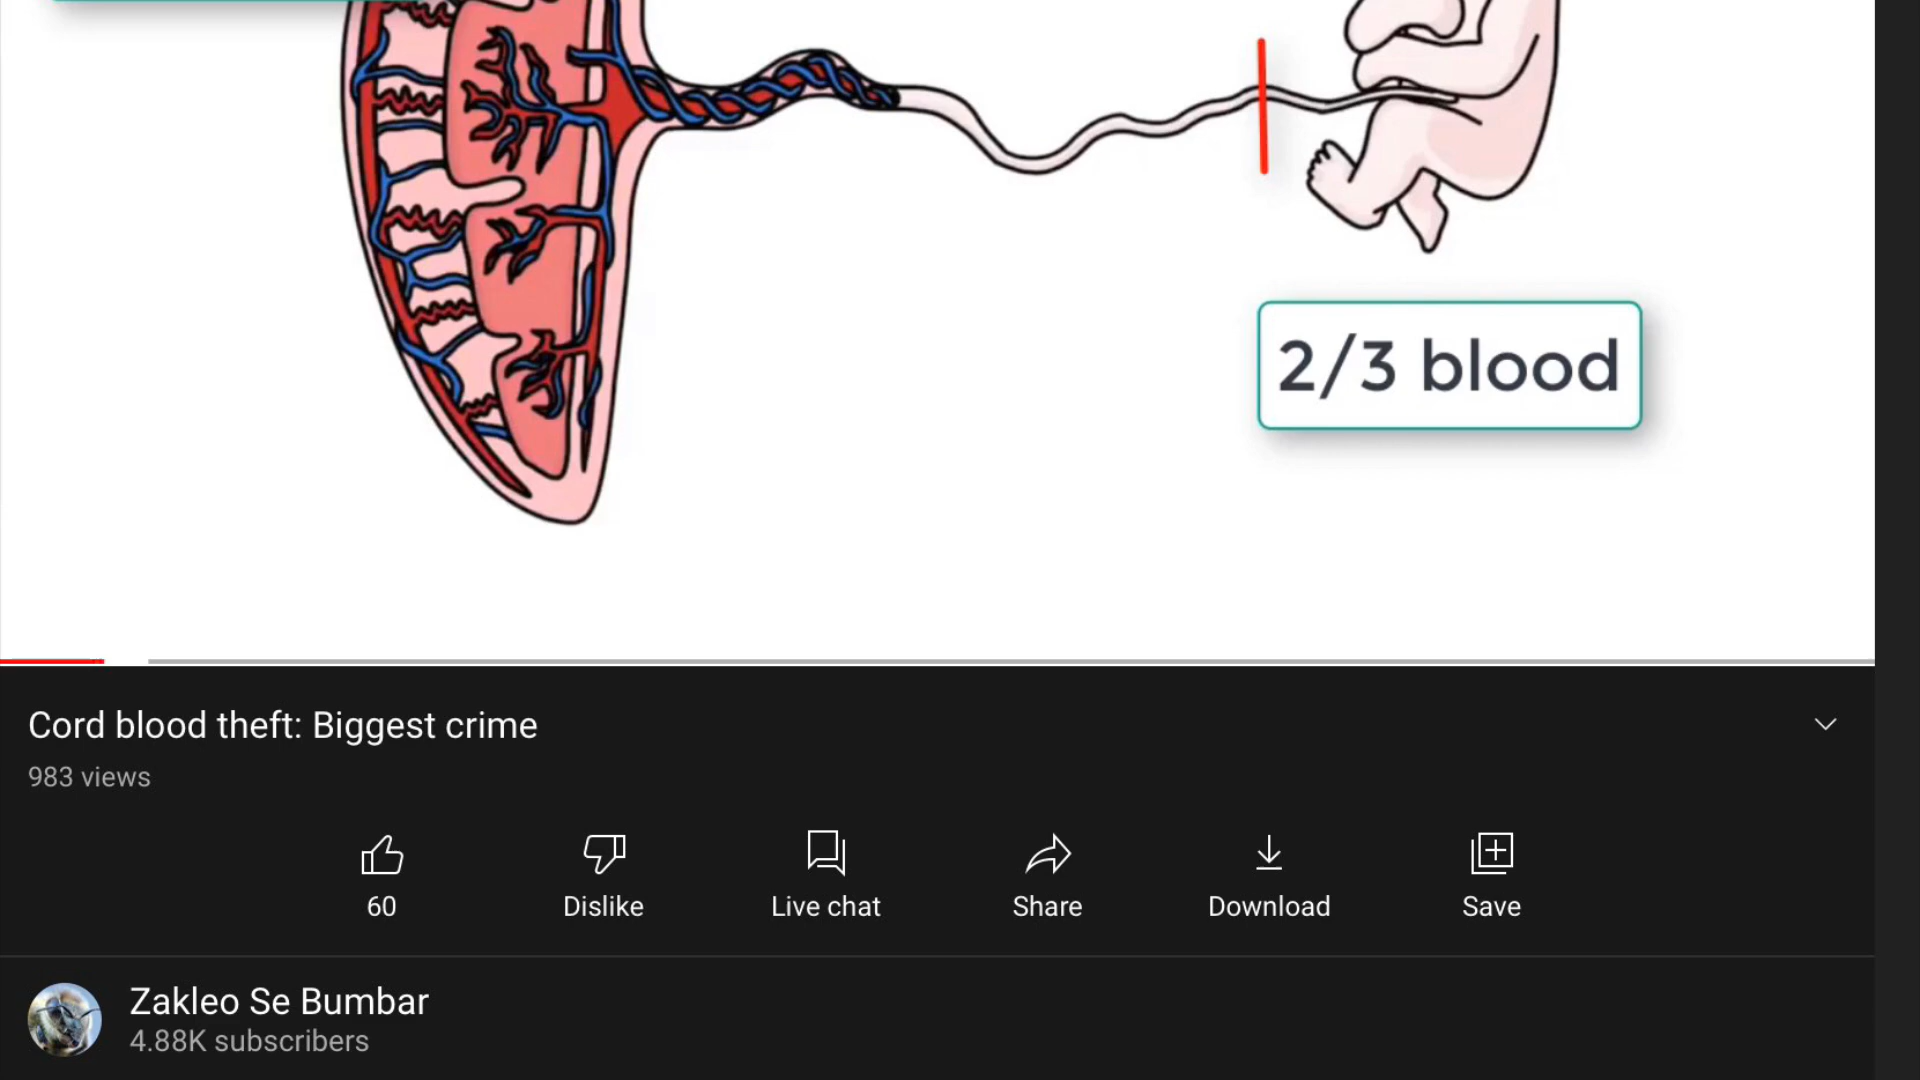 2/3 blood
Cord blood theft: Biggest crime
983 views
60
Dislike
Live chat
Share
Download
Save
Zakleo Se Bumbar
4.88K subscribers